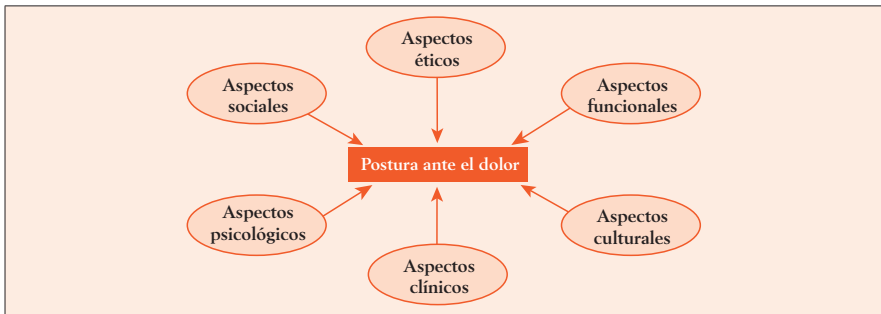 Aspectos
éticos
Aspectos
sociales
Aspectos
funcionales
Postura ante el dolor
Aspectos
psicológicos
Aspectos
culturales
Aspectos
clínicos